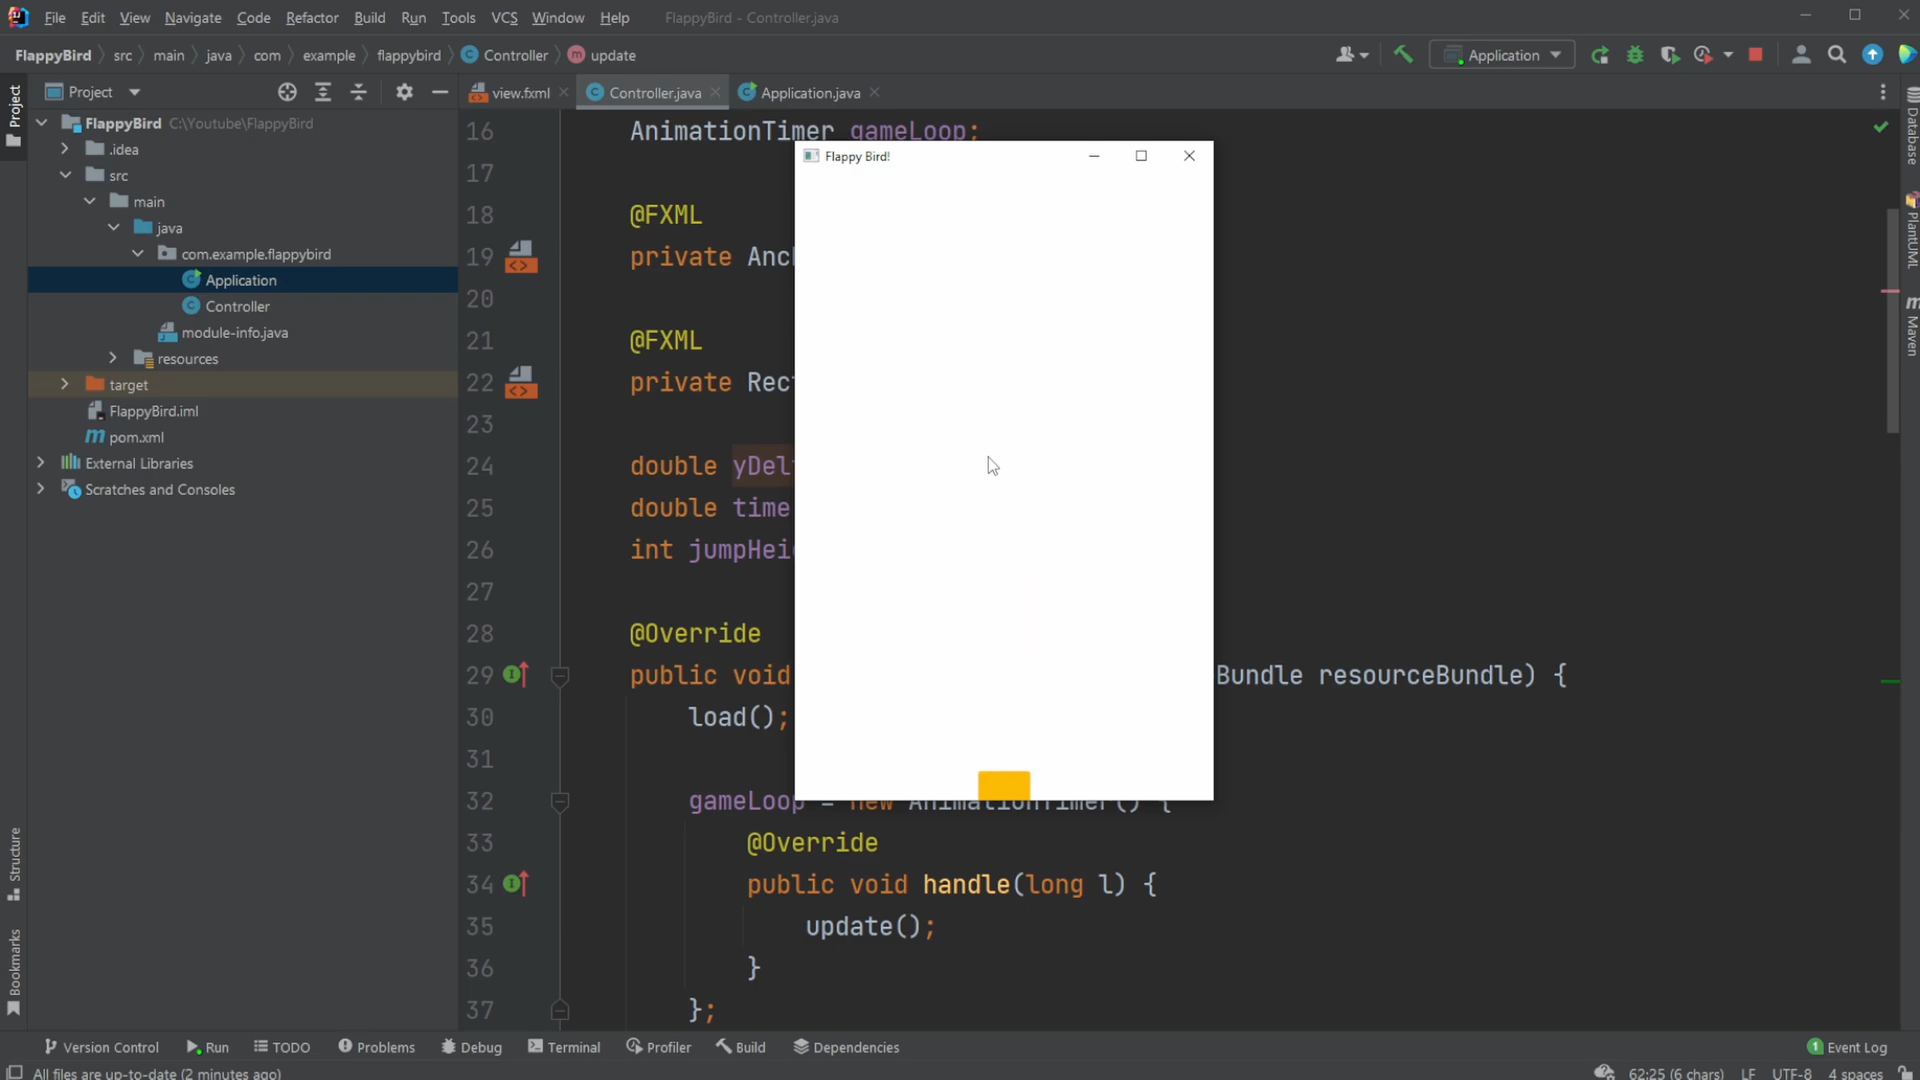 File Edit View Navigate Code Refactor Build Run Tools VCS Window Help FlappyBird - Controller.java
FlappyBird src main java com example flappybird Controller update Application
Project view.fxml Controller.java Application.java
FlappyBird C:\Youtube\FlappyBird
.idea
src
main
java
com.example.flappybird
Application
Controller
module-info.java
resources
target
FlappyBird.iml
pom.xml
External Libraries
Scratches and Consoles
Project
Structure
Bookmarks
16 AnimationTimer gameLoop;
17
18 @FXML
19 private Anc
20
21 @FXML
22 private Rec
23
24 double yDel
25 double time
26 int jumpHei
27
28 @Override
29 public void Bundle resourceBundle) {
30 load();
31
32 gameLoop = new AnimationTimer() {
33 @Override
34 public void handle(long l) {
35 update();
36 }
37 };
Flappy Bird!
Database
PlantUML
Maven
Version Control Run TODO Problems Debug Terminal Profiler Build Dependencies 1 Event Log
All files are up-to-date (2 minutes ago) 62:25 (6 chars) LF UTF-8 4 spaces